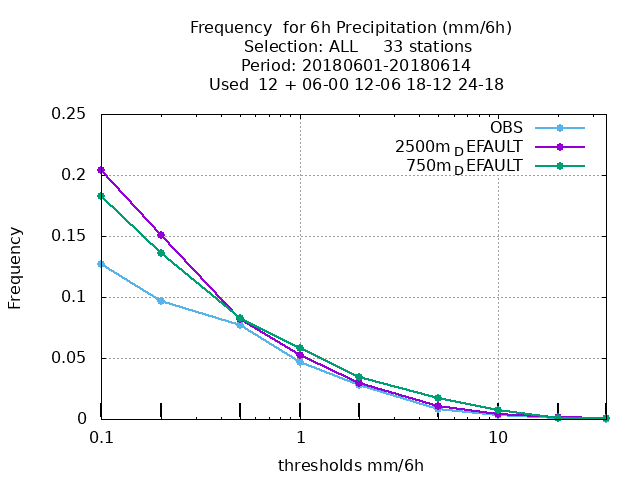 Frequency  for 6h Precipitation (mm/6h)
Selection: ALL     33 stations
Period: 20180601-20180614
Used  12 + 06-00 12-06 18-12 24-18
0.25
0.2
0.15
0.1
0.05
0
Frequency
OBS
2500m_DEFAULT
750m_DEFAULT
0.1 1 10
thresholds mm/6h